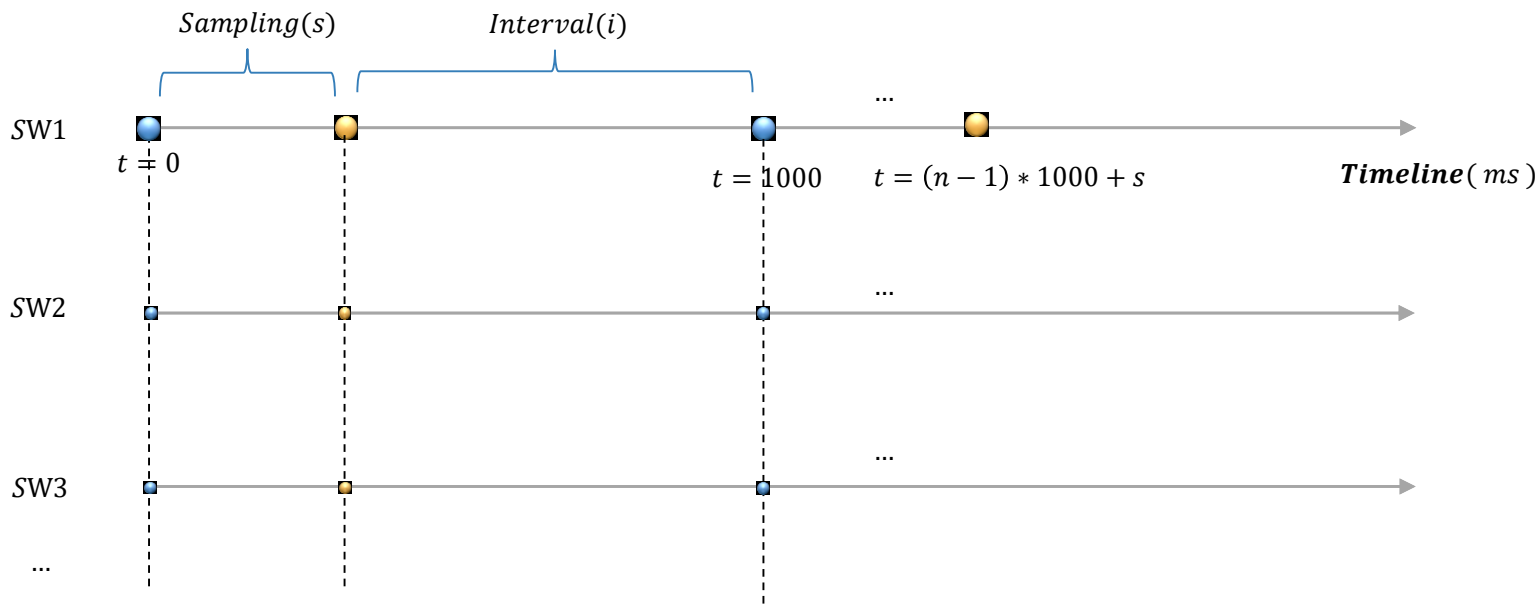 Sampling(s)
Interval(i)
...
SW1
t = 0
t = 1000
t = (n − 1) ∗ 1000 + s
Timeline( ms )
...
SW2
...
SW3
...